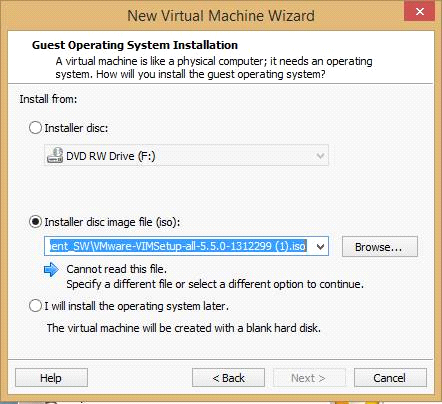 New Virtual Machine Wizard
Guest Operating System Installation
A virtual machine is like a physical computer; it needs an operating
system. How will you install the guest operating system?
Install from:
Installer disc:
DVD RW Drive (F:)
Installer disc image file (iso):
ent_SW\VMware-VIMSetup-all-5.5.0-1312299 (1).iso
Browse...
Cannot read this file.
Specify a different file or select a different option to continue.
I will install the operating system later.
The virtual machine will be created with a blank hard disk.
Help
< Back
Next >
Cancel